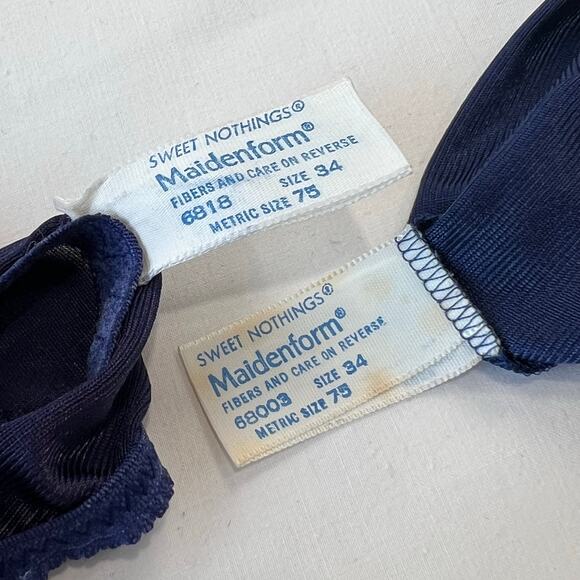 SWEET NOTHINGS®
Maidenform®
FIBERS AND CARE ON REVERSE
6818 SIZE 34
METRIC SIZE 75
SWEET NOTHINGS®
Maidenform®
FIBERS AND CARE ON REVERSE
68003 SIZE 34
METRIC SIZE 75